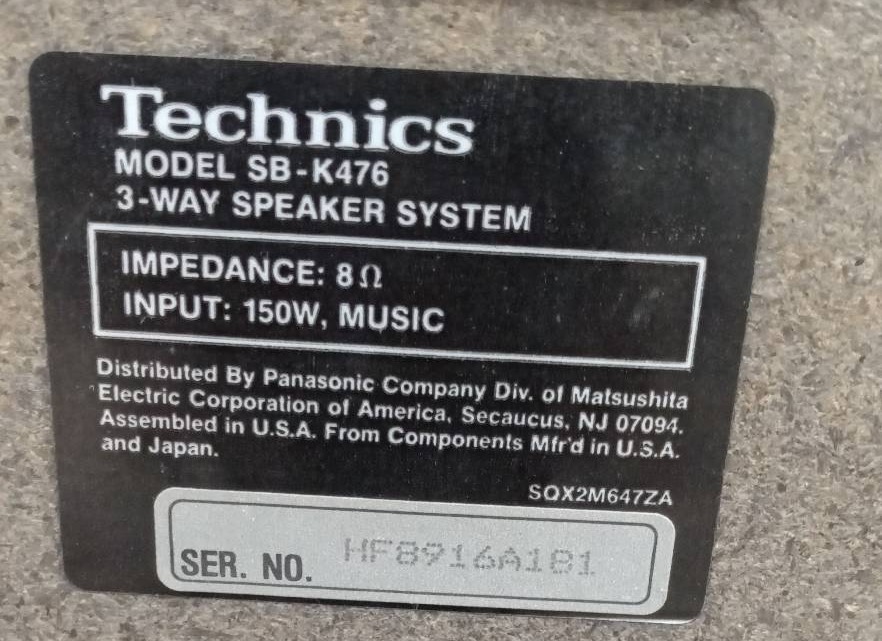 Technics
MODEL SB-K476
3-WAY SPEAKER SYSTEM
IMPEDANCE: 8Ω
INPUT: 150W, MUSIC
Distributed By Panasonic Company Div. of Matsushita
Electric Corporation of America, Secaucus, NJ 07094.
Assembled in U.S.A. From Components Mfr'd in U.S.A.
and Japan.
SQX2M647ZA
SER. NO. HF8916A181